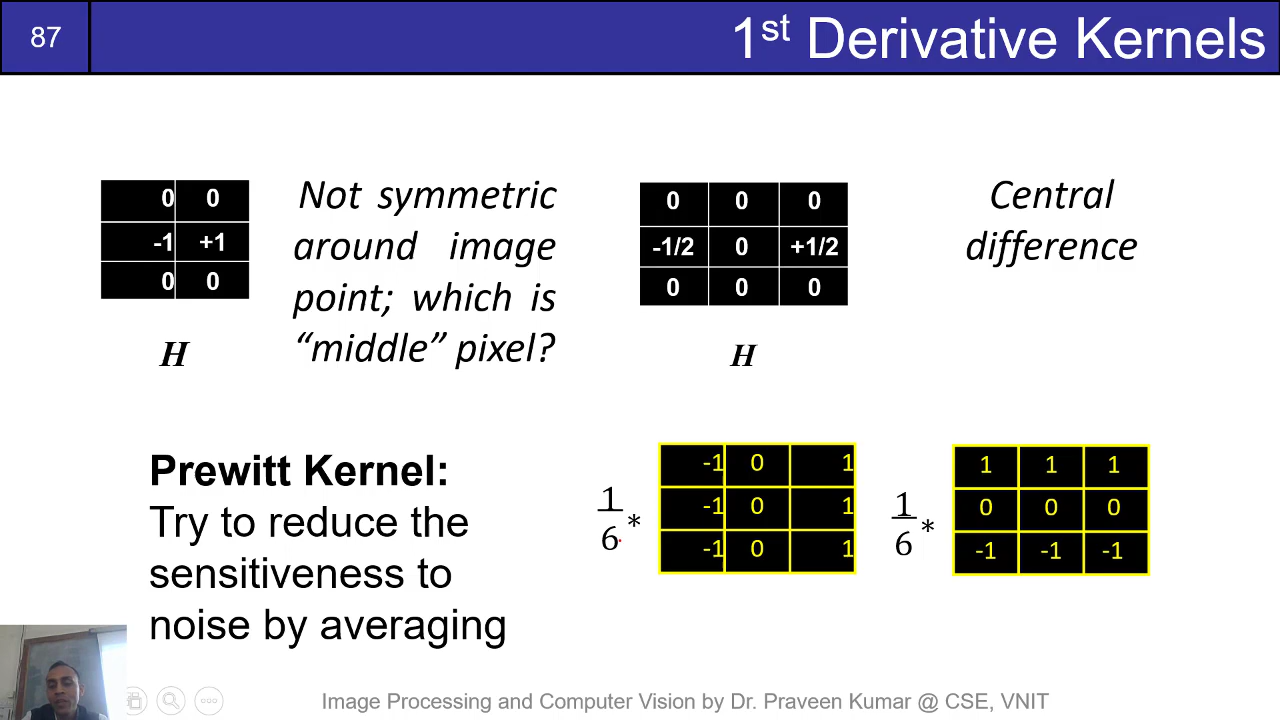 87
1st Derivative Kernels
0 0
-1 +1
0 0
H
Not symmetric
around image
point; which is
“middle” pixel?
0 0 0
-1/2 0 +1/2
0 0 0
H
Central
difference
Prewitt Kernel:
Try to reduce the
sensitiveness to
noise by averaging
1/6 *
-1 0 1
-1 0 1
-1 0 1
1/6 *
1 1 1
0 0 0
-1 -1 -1
Image Processing and Computer Vision by Dr. Praveen Kumar @ CSE, VNIT